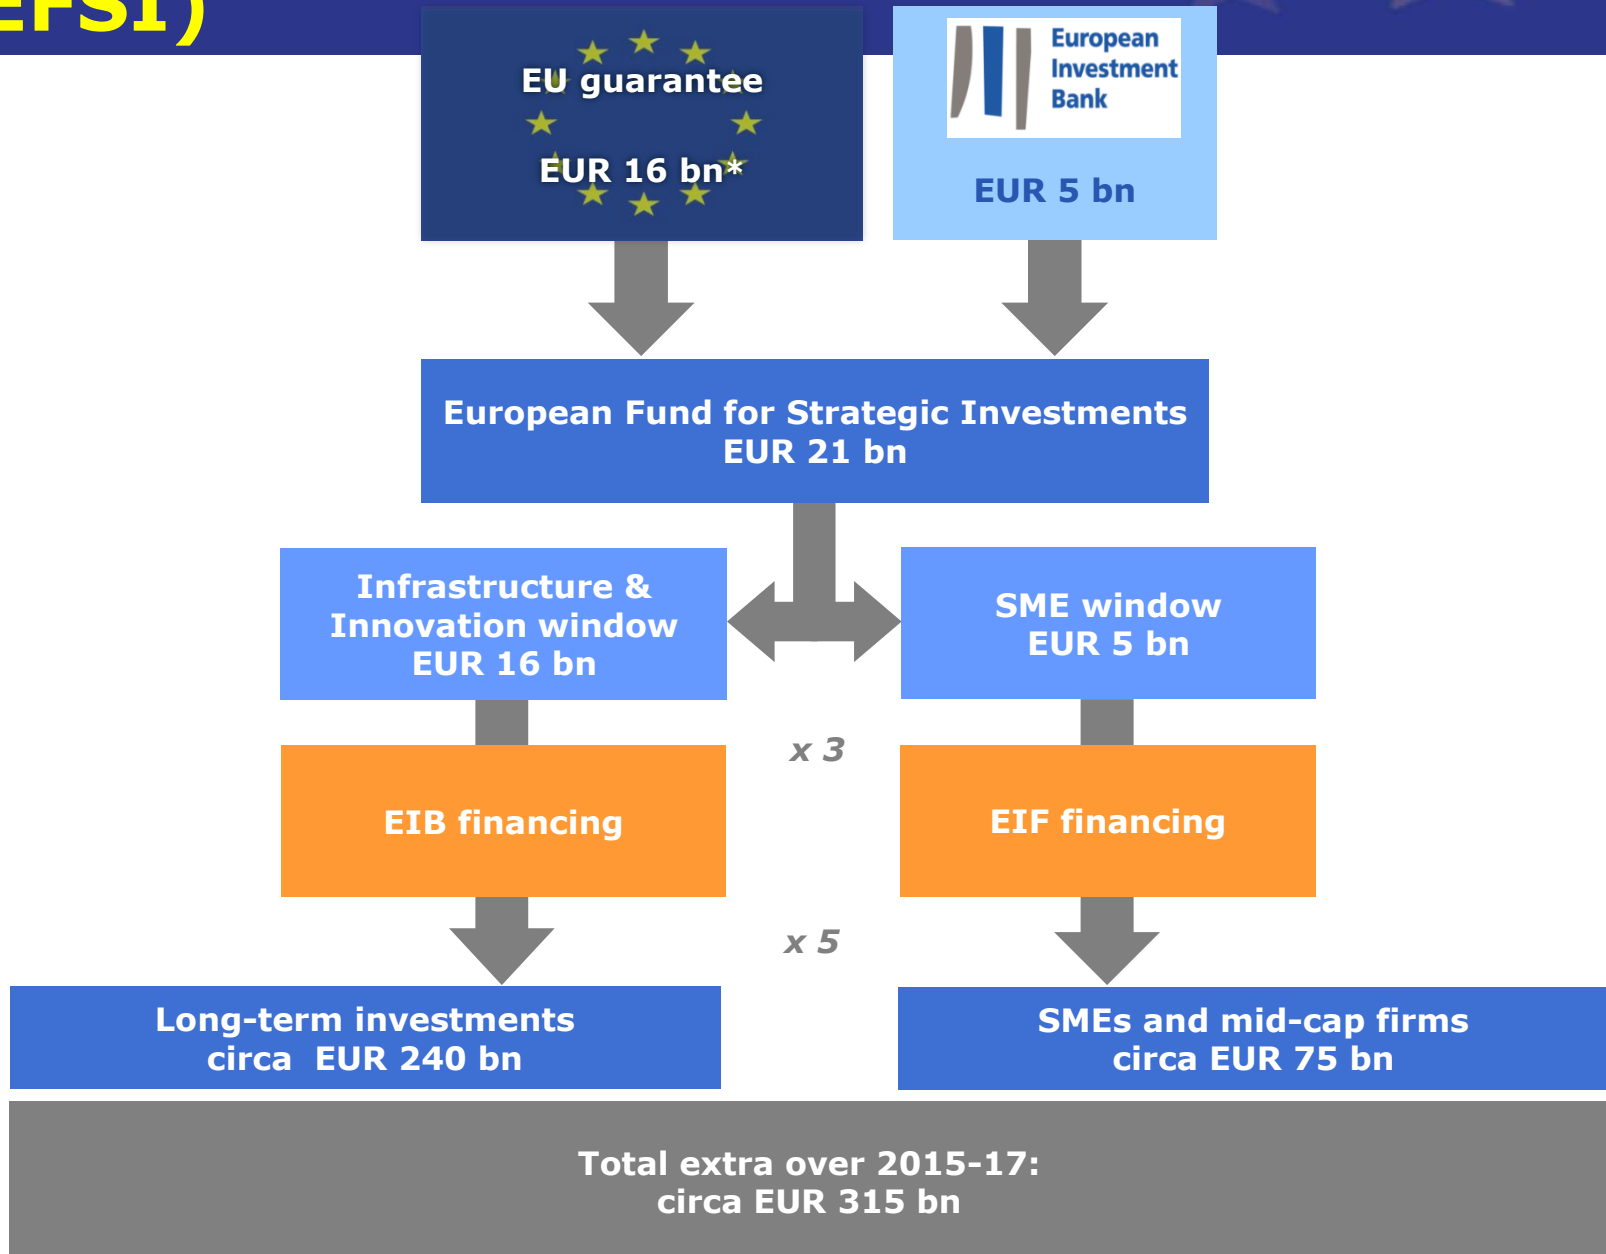 EFSI)
EU guarantee
EUR 16 bn*
European
Investment
Bank
EUR 5 bn
European Fund for Strategic Investments
EUR 21 bn
Infrastructure &
Innovation window
EUR 16 bn
SME window
EUR 5 bn
x 3
EIB financing
EIF financing
x 5
Long-term investments
circa EUR 240 bn
SMEs and mid-cap firms
circa EUR 75 bn
Total extra over 2015-17:
circa EUR 315 bn